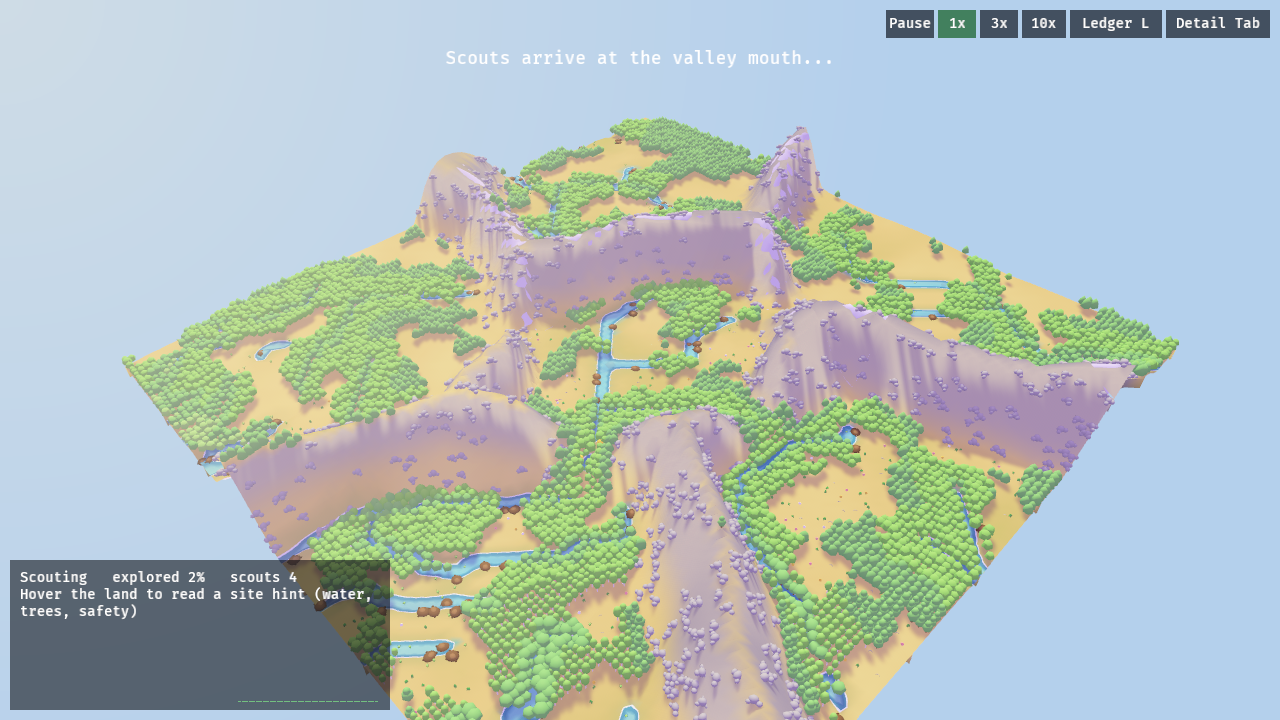 Pause 1x 3x 10x Ledger L Detail Tab
Scouts arrive at the valley mouth...
Scouting explored 2% scouts 4
Hover the land to read a site hint (water,
trees, safety)